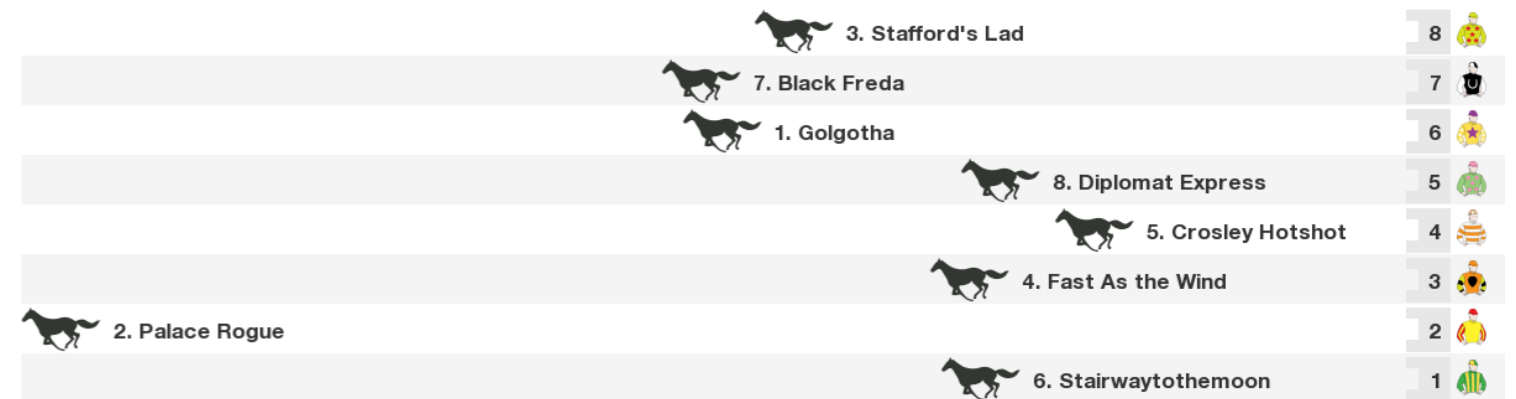 3. Stafford's Lad 8
7. Black Freda 7
1. Golgotha 6
8. Diplomat Express 5
5. Crosley Hotshot 4
4. Fast As the Wind 3
2. Palace Rogue 2
6. Stairwaytothemoon 1